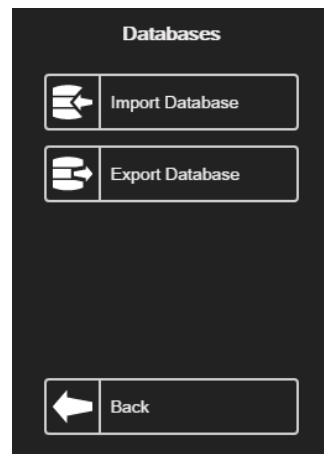 Databases
Import Database
Export Database
Back